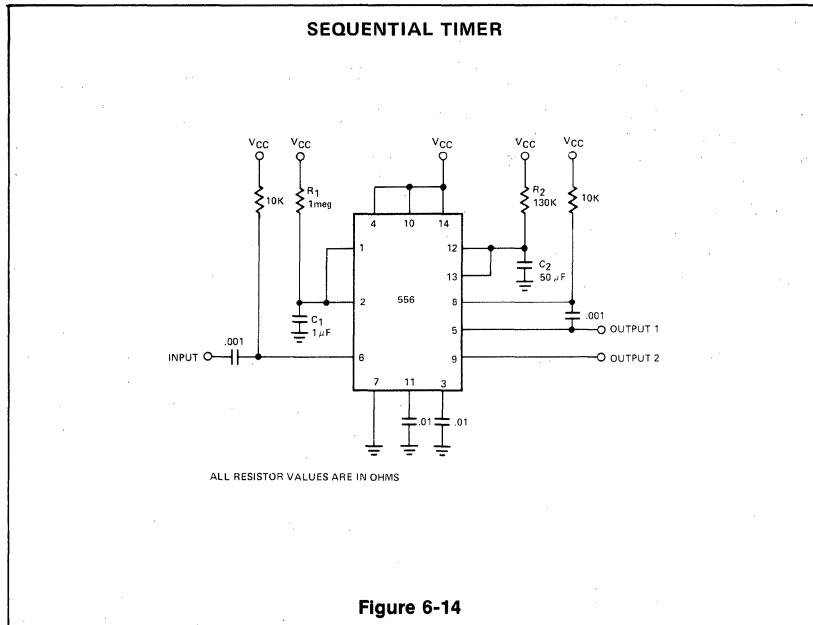 SEQUENTIAL TIMER
VCC VCC VCC VCC VCC
10K
R1
1meg
R2
130K
10K
4 10 14
1
12
13
C2
50 μF
2
556
8
.001
C1
1 μF
5
OUTPUT 1
.001
INPUT
6
9
OUTPUT 2
7 11 3
.01 .01
ALL RESISTOR VALUES ARE IN OHMS
Figure 6-14